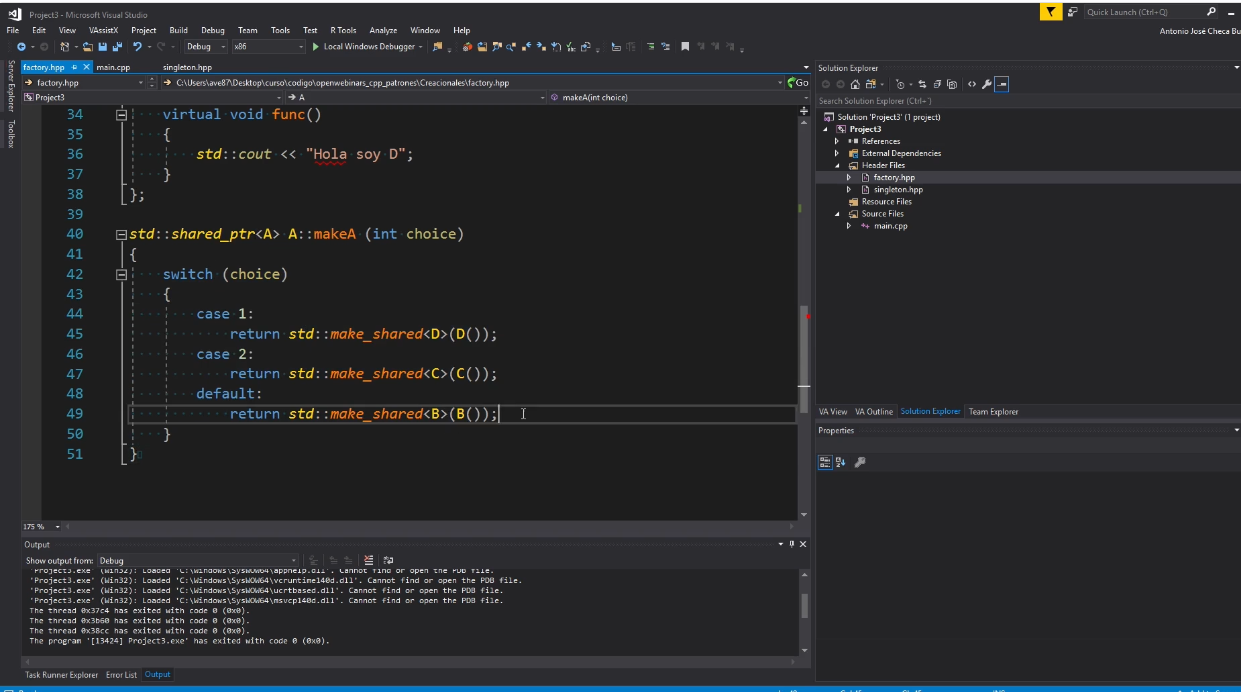 Project3 - Microsoft Visual Studio
Quick Launch (Ctrl+Q)
File Edit View VAssistX Project Build Debug Team Tools Test R Tools Analyze Window Help
Antonio José Checa Bu
Debug x86 Local Windows Debugger
Server Explorer
Toolbox
factory.hpp main.cpp singleton.hpp
factory.hpp C:\Users\ave87\Desktop\curso\codigo\openwebinars_cpp_patrones\Creacionales\factory.hpp Go
Project3 A makeA(int choice)
34 virtual void func()
35 {
36 std::cout << "Hola soy D";
37 }
38 };
39
40 std::shared_ptr<A> A::makeA (int choice)
41 {
42 switch (choice)
43 {
44 case 1:
45 return std::make_shared<D>(D());
46 case 2:
47 return std::make_shared<C>(C());
48 default:
49 return std::make_shared<B>(B());
50 }
51 }
175 %
Output
Show output from: Debug
'Project3.exe' (Win32): Loaded 'C:\Windows\SysWOW64\apphelp.dll'. Cannot find or open the PDB file.
'Project3.exe' (Win32): Loaded 'C:\Windows\SysWOW64\vcruntime140d.dll'. Cannot find or open the PDB file.
'Project3.exe' (Win32): Loaded 'C:\Windows\SysWOW64\ucrtbased.dll'. Cannot find or open the PDB file.
'Project3.exe' (Win32): Loaded 'C:\Windows\SysWOW64\msvcp140d.dll'. Cannot find or open the PDB file.
The thread 0x37c4 has exited with code 0 (0x0).
The thread 0x3b60 has exited with code 0 (0x0).
The thread 0x38cc has exited with code 0 (0x0).
The program '[13424] Project3.exe' has exited with code 0 (0x0).
Task Runner Explorer Error List Output
Solution Explorer
Search Solution Explorer (Ctrl+¨)
Solution 'Project3' (1 project)
Project3
References
External Dependencies
Header Files
factory.hpp
singleton.hpp
Resource Files
Source Files
main.cpp
VA View VA Outline Solution Explorer Team Explorer
Properties